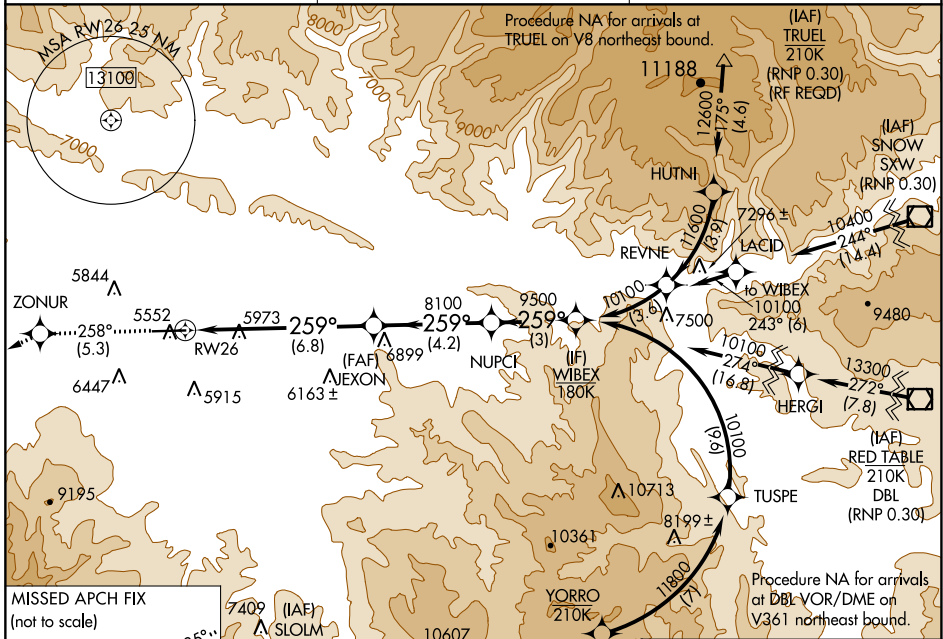 MSA RW26 25 NM
13100
8000
7000
7000
9000
Procedure NA for arrivals at
TRUEL on V8 northeast bound.
11188
(IAF)
TRUEL
210K
(RNP 0.30)
(RF REQD)
12600
175°
(4.6)
HUTNI
(IAF)
SNOW
SXW
(RNP 0.30)
11600
(3.9)
7296 ±
REVNE
LACID
10400
244°
(14.4)
to WIBEX
10100
243° (6)
10100
(3.6)
7500
9480
5844
ZONUR
258°
(5.3)
5552
RW26
5973
259°
(6.8)
8100
259°
(4.2)
9500
259°
(3)
(FAF)
JEXON
6899
NUPCI
(IF)
WIBEX
180K
10100
274°
(16.8)
HERGI
13300
272°
(7.8)
6447
5915
6163 ±
10100
(9.6)
(IAF)
RED TABLE
210K
DBL
(RNP 0.30)
9195
10713
TUSPE
10361
8199 ±
11800
(7)
YORRO
210K
Procedure NA for arrivals
at DBL VOR/DME on
V361 northeast bound.
MISSED APCH FIX
(not to scale)
7409
(IAF)
SLOLM
10607